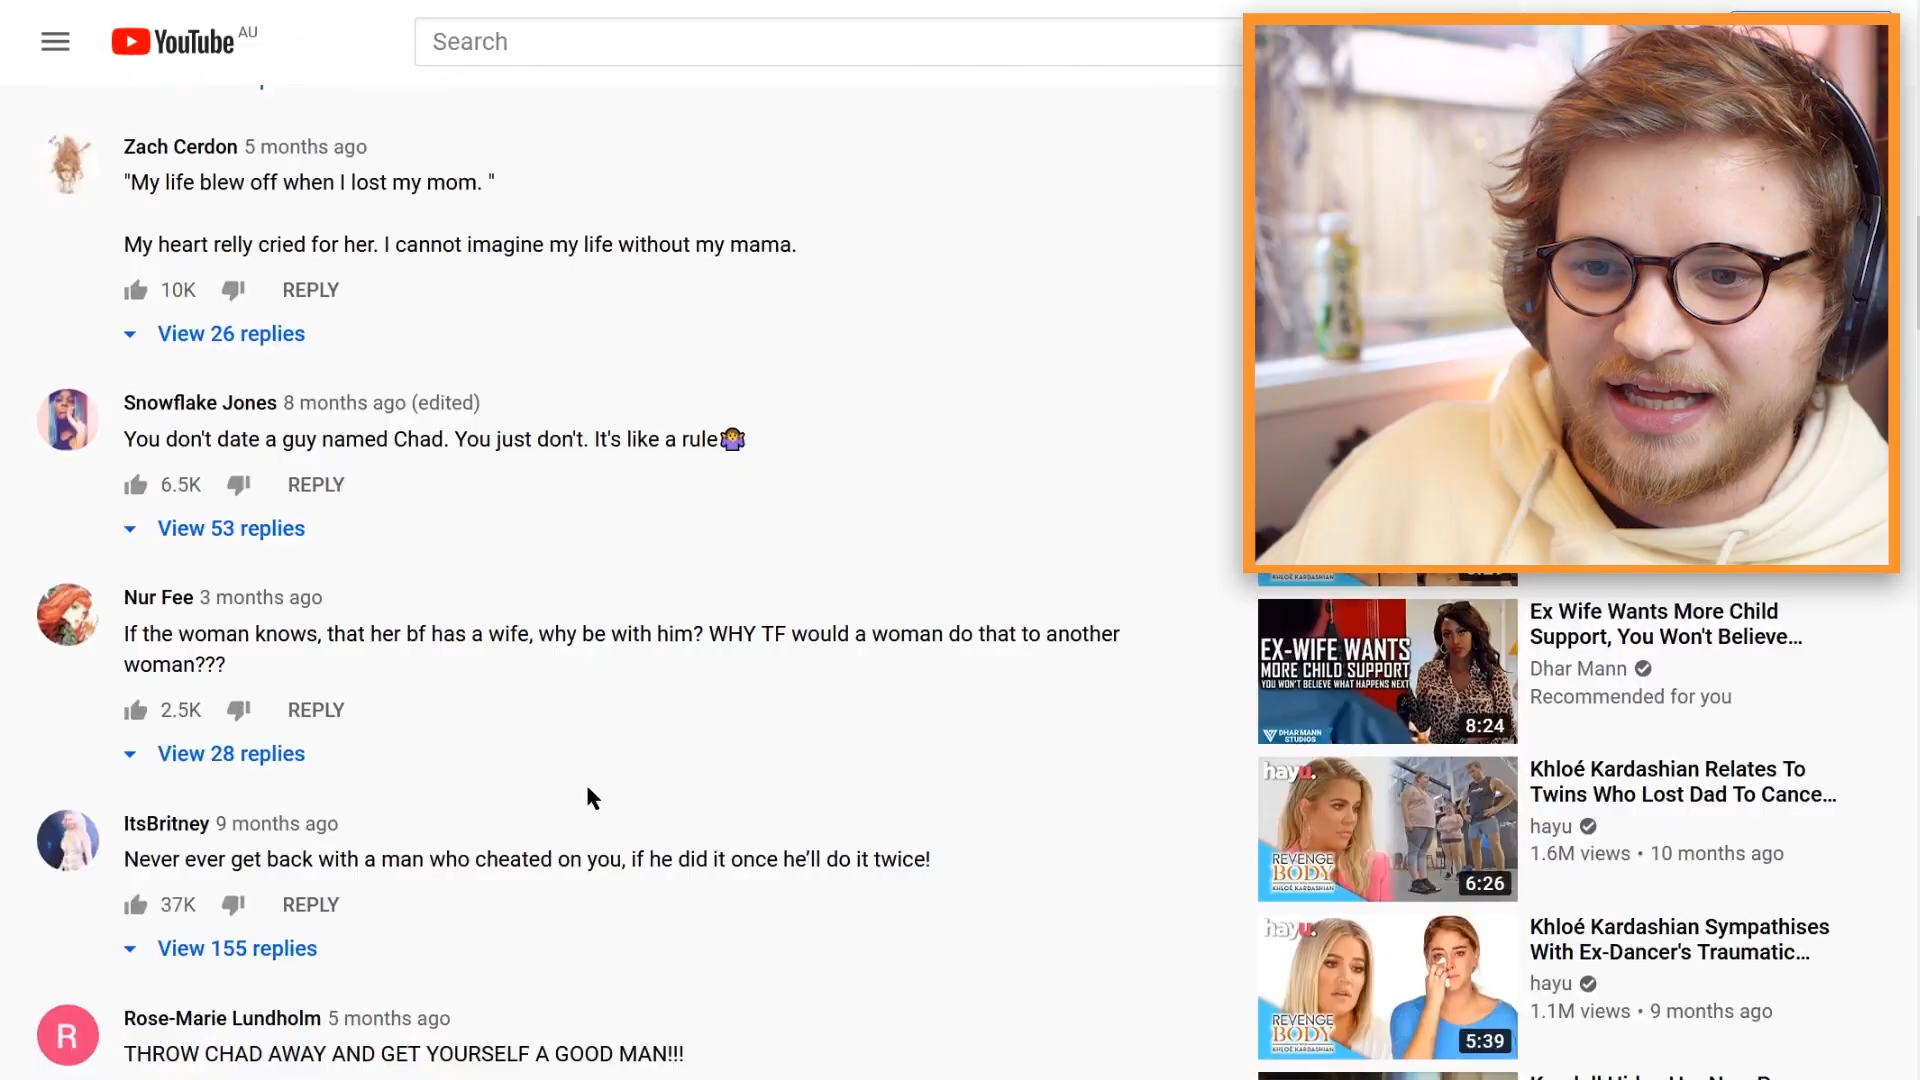 YouTube AU
Search
Zach Cerdon 5 months ago
"My life blew off when I lost my mom. "
My heart relly cried for her. I cannot imagine my life without my mama.
10K REPLY
View 26 replies
Snowflake Jones 8 months ago (edited)
You don't date a guy named Chad. You just don't. It's like a rule🤷‍♀️
6.5K REPLY
View 53 replies
Nur Fee 3 months ago
If the woman knows, that her bf has a wife, why be with him? WHY TF would a woman do that to another
woman???
2.5K REPLY
View 28 replies
ItsBritney 9 months ago
Never ever get back with a man who cheated on you, if he did it once he’ll do it twice!
37K REPLY
View 155 replies
R
Rose-Marie Lundholm 5 months ago
THROW CHAD AWAY AND GET YOURSELF A GOOD MAN!!!
KHLOÉ KARDASHIAN
EX-WIFE WANTS
MORE CHILD SUPPORT
YOU WON'T BELIEVE WHAT HAPPENS NEXT
DHAR MANN
STUDIOS
8:24
Ex Wife Wants More Child
Support, You Won't Believe...
Dhar Mann
Recommended for you
hayu.
REVENGE
BODY
KHLOÉ KARDASHIAN
6:26
Khloé Kardashian Relates To
Twins Who Lost Dad To Cance...
hayu
1.6M views • 10 months ago
hayu.
REVENGE
BODY
KHLOÉ KARDASHIAN
5:39
Khloé Kardashian Sympathises
With Ex-Dancer's Traumatic...
hayu
1.1M views • 9 months ago